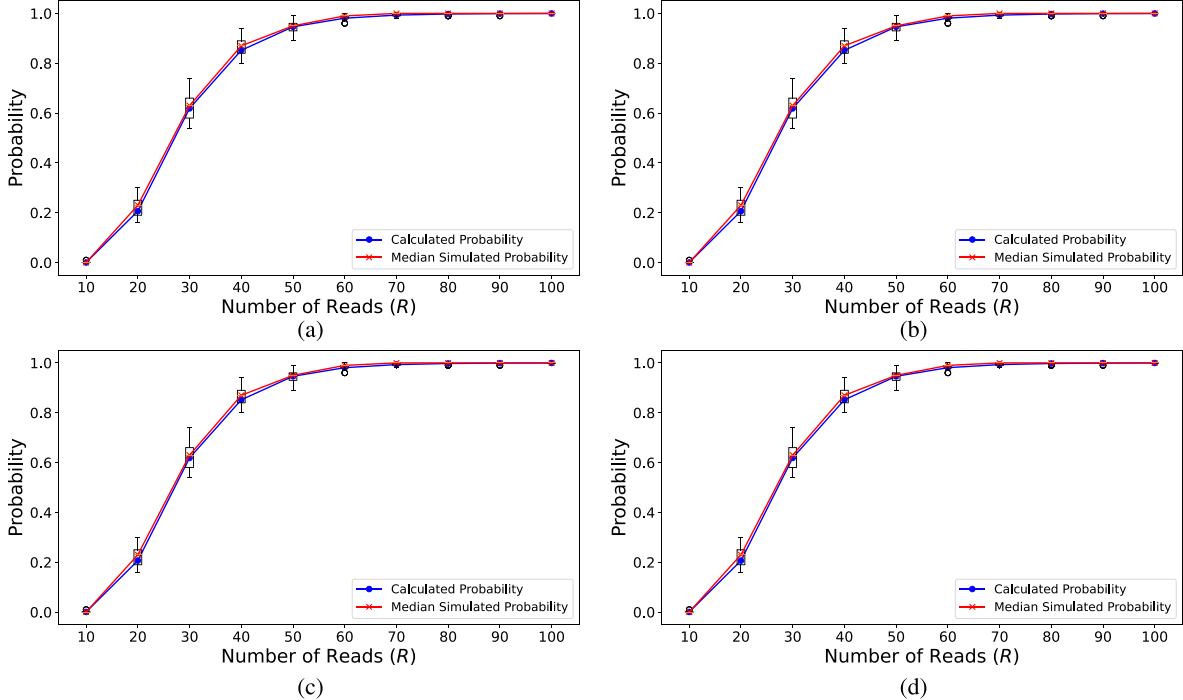 1.0
0.8
0.6
0.4
0.2
0.0
Probability
Calculated Probability
Median Simulated Probability
10 20 30 40 50 60 70 80 90 100
Number of Reads (R)
(a)
1.0
0.8
0.6
0.4
0.2
0.0
Probability
Calculated Probability
Median Simulated Probability
10 20 30 40 50 60 70 80 90 100
Number of Reads (R)
(b)
1.0
0.8
0.6
0.4
0.2
0.0
Probability
Calculated Probability
Median Simulated Probability
10 20 30 40 50 60 70 80 90 100
Number of Reads (R)
(c)
1.0
0.8
0.6
0.4
0.2
0.0
Probability
Calculated Probability
Median Simulated Probability
10 20 30 40 50 60 70 80 90 100
Number of Reads (R)
(d)